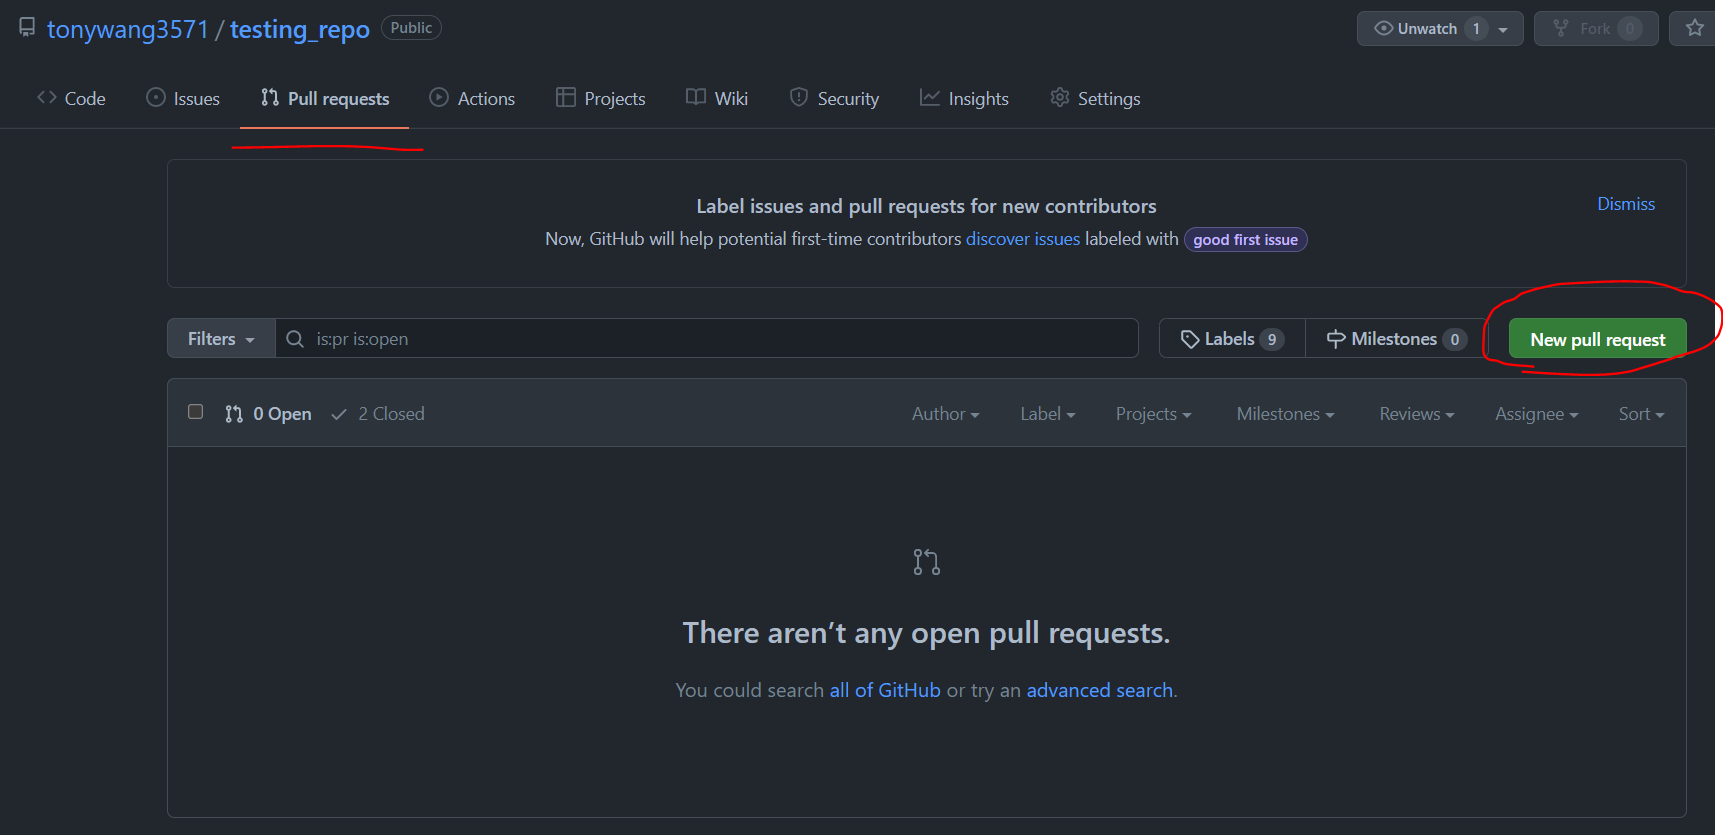 tonywang3571 / testing_repo Public
Unwatch 1 Fork 0
Code Issues Pull requests Actions Projects Wiki Security Insights Settings
Label issues and pull requests for new contributors
Dismiss
Now, GitHub will help potential first-time contributors discover issues labeled with good first issue
Filters is:pr is:open Labels 9 Milestones 0 New pull request
0 Open 2 Closed Author Label Projects Milestones Reviews Assignee Sort
There aren’t any open pull requests.
You could search all of GitHub or try an advanced search.